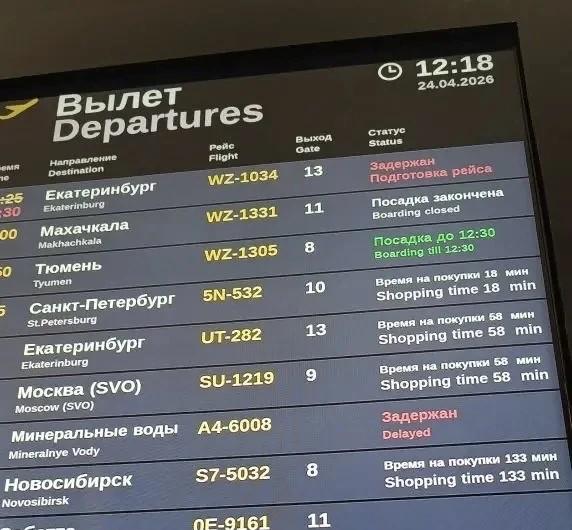 12:18
24.04.2026
Вылет
Departures
Направление
Destination
Рейс
Flight
Выход
Gate
Статус
Status
:25
:30
Екатеринбург
Ekaterinburg
WZ-1034
13
Задержан
Подготовка рейса
00
Махачкала
Makhachkala
WZ-1331
11
Посадка закончена
Boarding closed
Тюмень
Tyumen
WZ-1305
8
Посадка до 12:30
Boarding till 12:30
Санкт-Петербург
St.Petersburg
5N-532
10
Время на покупки 18 мин
Shopping time 18 min
Екатеринбург
Ekaterinburg
UT-282
13
Время на покупки 58 мин
Shopping time 58 min
Москва (SVO)
Moscow (SVO)
SU-1219
9
Время на покупки 58 мин
Shopping time 58 min
Минеральные воды
Mineralnye Vody
A4-6008
Задержан
Delayed
Новосибирск
Novosibirsk
S7-5032
8
Время на покупки 133 мин
Shopping time 133 min
11